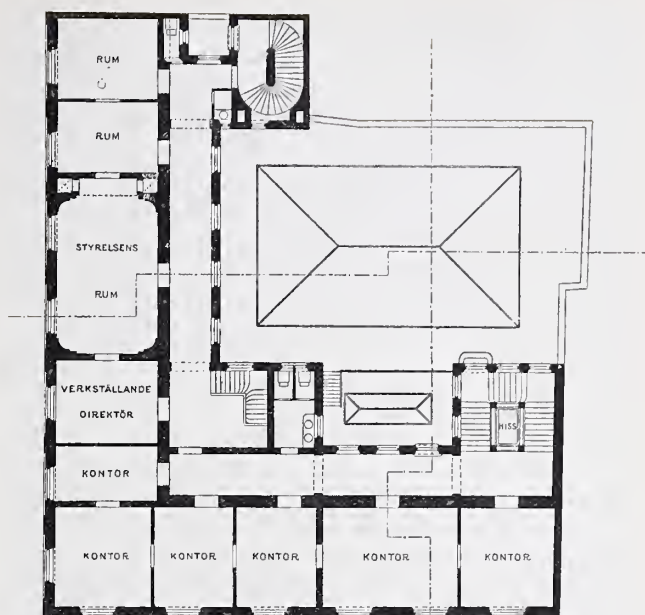 RUM
RUM
STYRELSENS
RUM
VERKSTÄLLANDE
DIREKTÖR
HISS
KONTOR
KONTOR
KONTOR
KONTOR
KONTOR
KONTOR